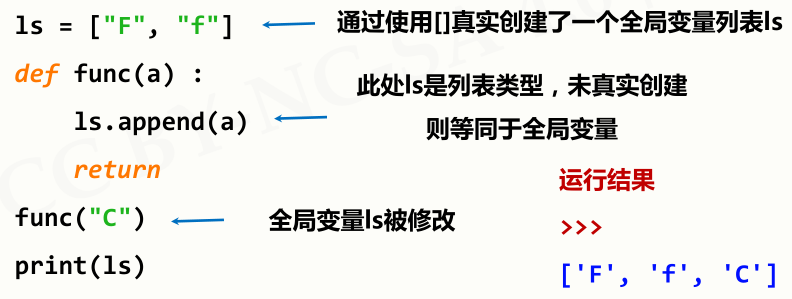 ls = ["F", "f"] 通过使用[]真实创建了一个全局变量列表ls
def func(a) :
此处ls是列表类型，未真实创建
ls.append(a)
则等同于全局变量
return
运行结果
func("C") 全局变量ls被修改
>>>
print(ls)
['F', 'f', 'C']